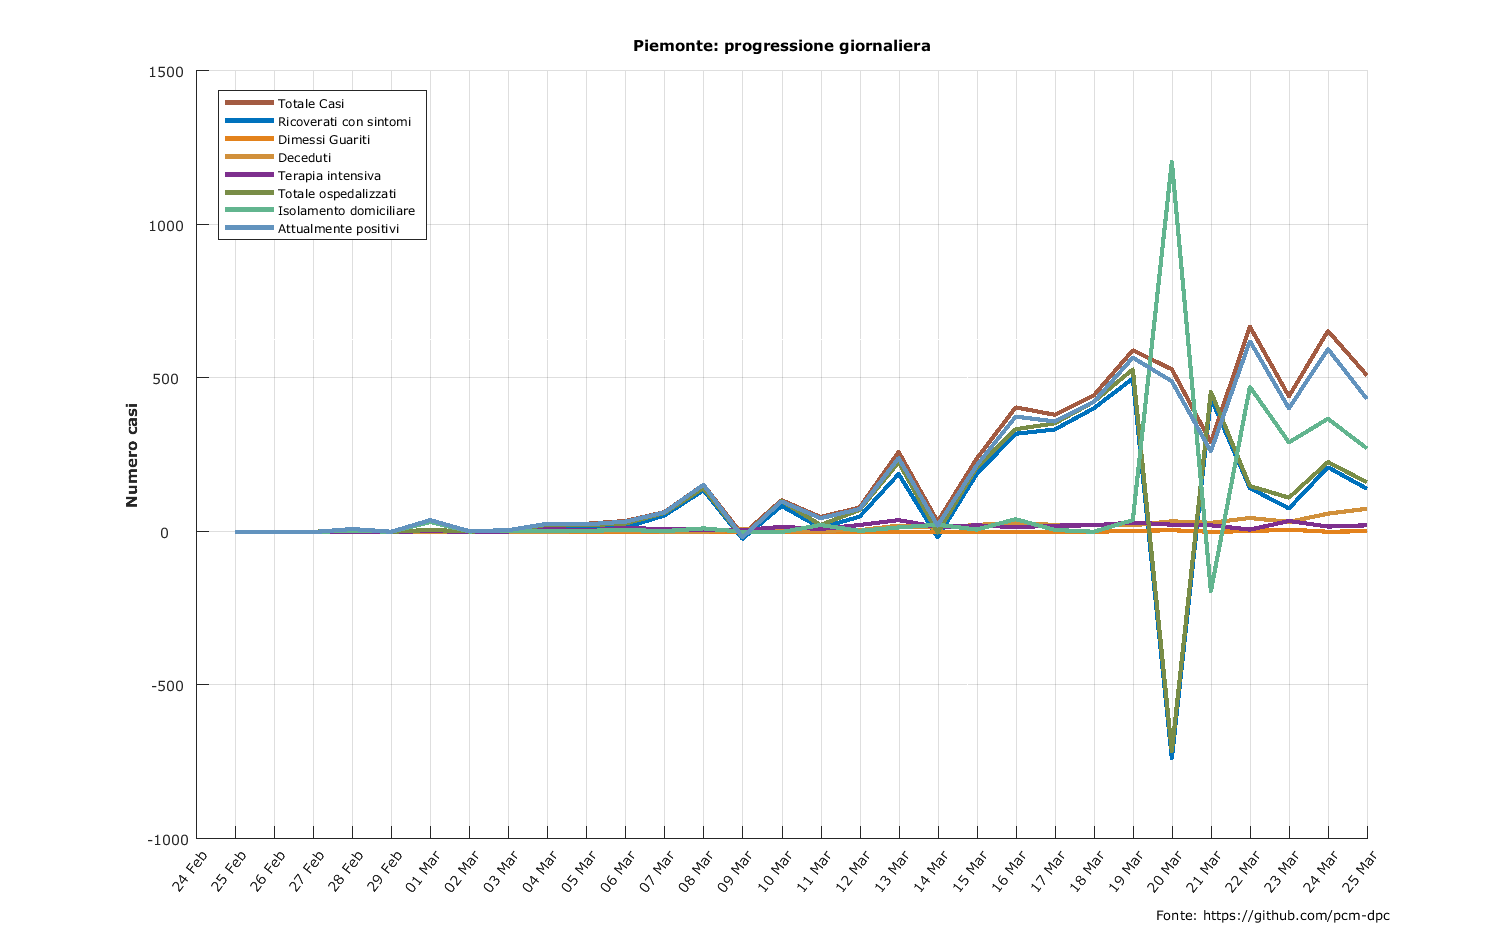 Piemonte: progressione giornaliera
1500
1000
500
0
-500
-1000
Numero casi
Totale Casi
Ricoverati con sintomi
Dimessi Guariti
Deceduti
Terapia intensiva
Totale ospedalizzati
Isolamento domiciliare
Attualmente positivi
24 Feb
25 Feb
26 Feb
27 Feb
28 Feb
29 Feb
01 Mar
02 Mar
03 Mar
04 Mar
05 Mar
06 Mar
07 Mar
08 Mar
09 Mar
10 Mar
11 Mar
12 Mar
13 Mar
14 Mar
15 Mar
16 Mar
17 Mar
18 Mar
19 Mar
20 Mar
21 Mar
22 Mar
23 Mar
24 Mar
25 Mar
Fonte: https://github.com/pcm-dpc